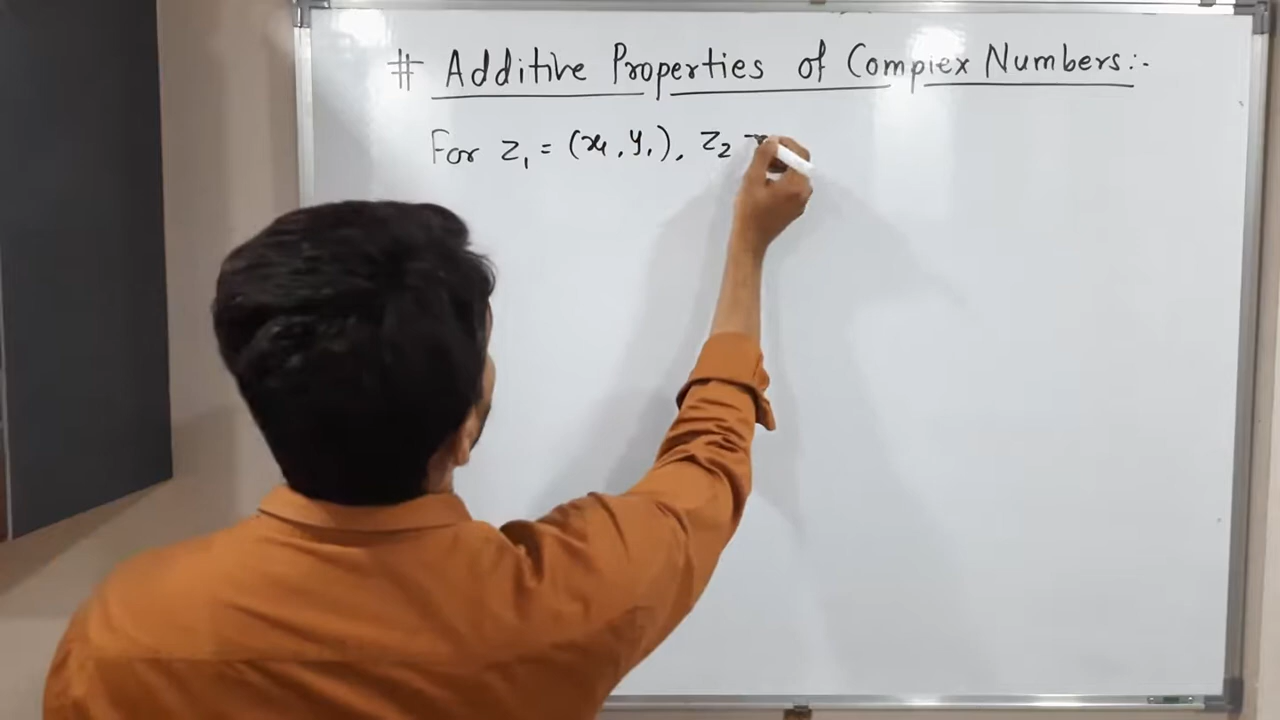 # Additive Properties of Complex Numbers:-
For z₁ = (x₁, y₁), z₂ =